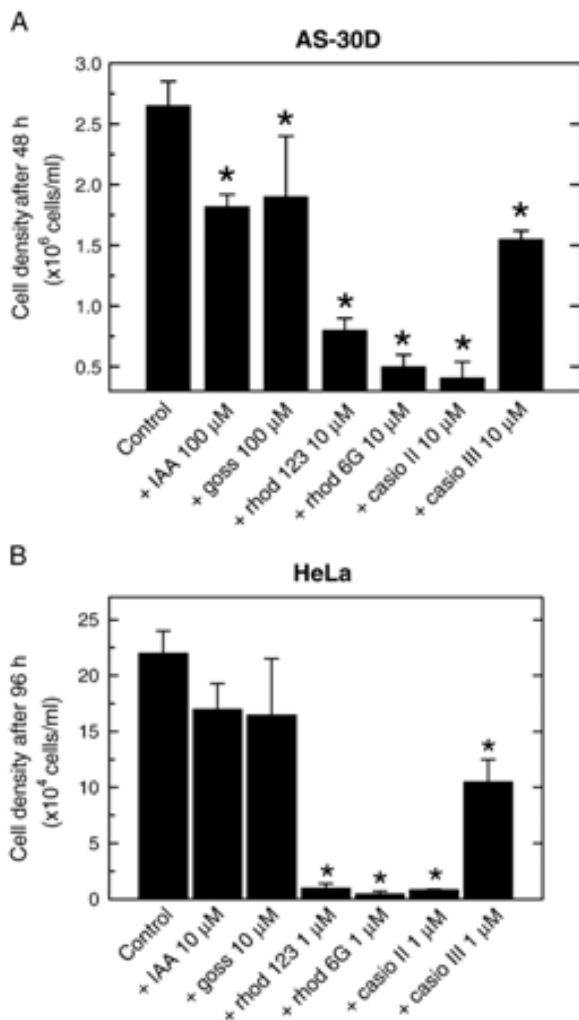 A
AS-30D
Cell density after 48 h
(x10⁶ cells/ml)
3.0
2.5
2.0
1.5
1.0
0.5
* * * * * *
Control
+ IAA 100 µM
+ goss 100 µM
+ rhod 123 10 µM
+ rhod 6G 10 µM
+ casio II 10 µM
+ casio III 10 µM
B
HeLa
Cell density after 96 h
(x10⁴ cells/ml)
25
20
15
10
5
0
* * * *
Control
+ IAA 10 µM
+ goss 10 µM
+ rhod 123 1 µM
+ rhod 6G 1 µM
+ casio II 1 µM
+ casio III 1 µM